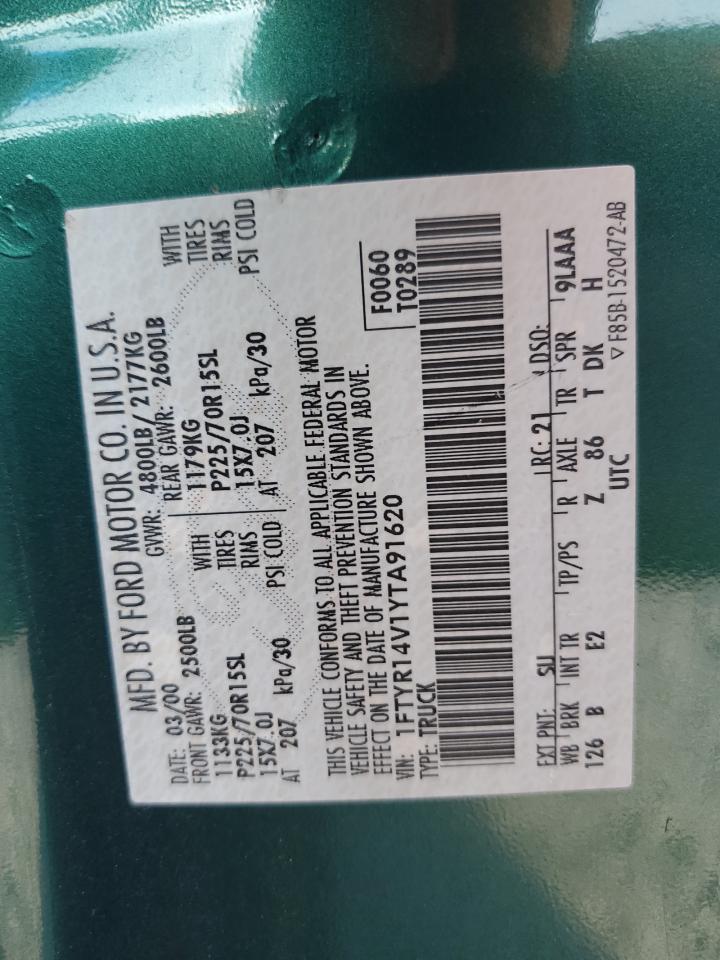 MFD. BY FORD MOTOR CO. IN U.S.A.
DATE: 03/00 GVWR: 4800LB/ 2177KG
FRONT GAWR: 2500LB REAR GAWR: 2600LB
1133KG WITH 1179KG WITH
P225/70R15SL TIRES P225/70R15SL TIRES
15X7.0J RIMS 15X7.0J RIMS
AT 207 kPa/30 PSI COLD AT 207 kPa/30 PSI COLD
THIS VEHICLE CONFORMS TO ALL APPLICABLE FEDERAL MOTOR
VEHICLE SAFETY AND THEFT PREVENTION STANDARDS IN
EFFECT ON THE DATE OF MANUFACTURE SHOWN ABOVE.
VIN: 1FTYR14V1YTA91620 F0060
TYPE: TRUCK T0289
EXT PNT: SU RC: 21 DSO:
WB BRK INT TR TP/PS R AXLE TR SPR 9LAAA
126 B E2 Z 86 T DK H
UTC ▽ F85B-1520472-AB